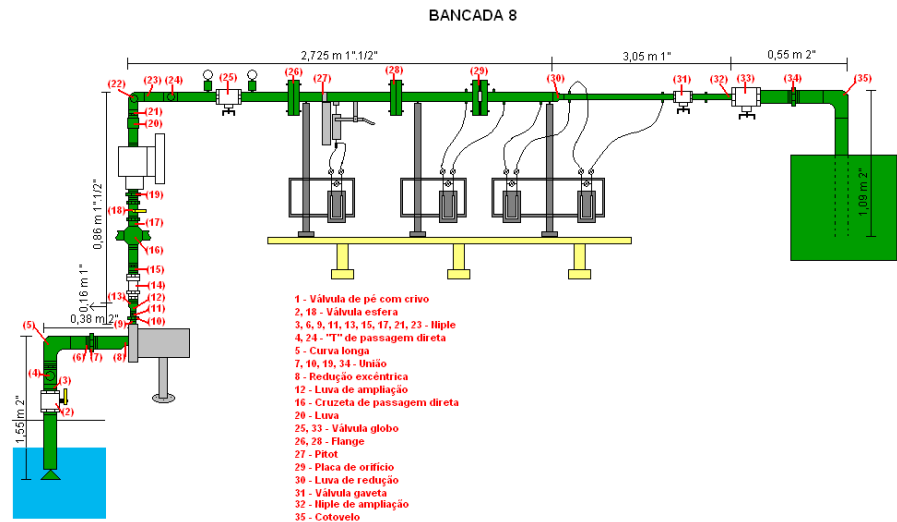 BANCADA 8
2,725 m 1".1/2"
3,05 m 1"
0,55 m 2"
(22)
(23)
(24)
(25)
(26)
(27)
(28)
(29)
(30)
(31)
(32)
(33)
(34)
(35)
(21)
(20)
(19)
(18)
(17)
(16)
(15)
(14)
(13)
(12)
(11)
(10)
(9)
(8)
(6)
(7)
(5)
(4)
(3)
(2)
0,86 m 1".1/2"
0,16 m 1"
0,38 m 2"
1,55 m 2"
1,09 m 2"
1 - Válvula de pé com crivo
2, 18 - Válvula esfera
3, 6, 9, 11, 13, 15, 17, 21, 23 - Niple
4, 24 - "T" de passagem direta
5 - Curva longa
7, 10, 19, 34 - União
8 - Redução excéntrica
12 - Luva de ampliação
16 - Cruzeta de passagem direta
20 - Luva
25, 33 - Válvula globo
26, 28 - Flange
27 - Pitot
29 - Placa de orifício
30 - Luva de redução
31 - Válvula gaveta
32 - Niple de ampliação
35 - Cotovelo